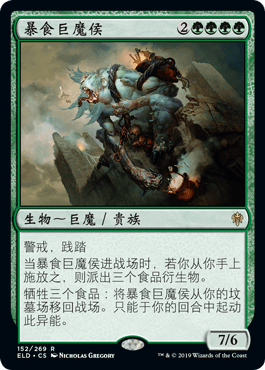 暴食巨魔侯 2
生物～巨魔／贵族
警戒，践踏
当暴食巨魔侯进战场时，若你从你手上
施放之，则派出三个食品衍生物。
牺牲三个食品：将暴食巨魔侯从你的坟
墓场移回战场。只能于你的回合中起动
此异能。
7/6
152/269 R
ELD • CS NICHOLAS GREGORY
™ & © 2019 Wizards of the Coast